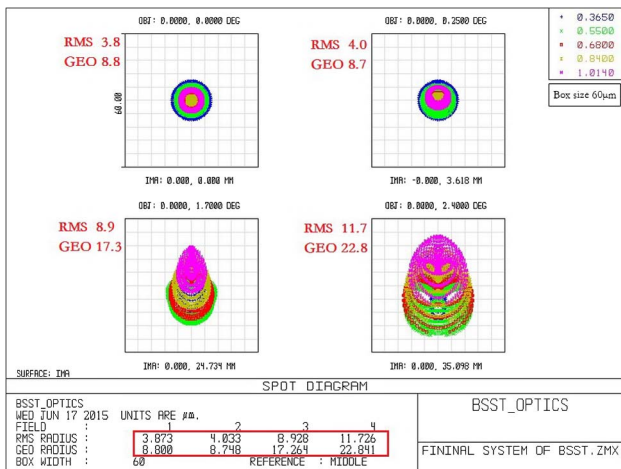 OBJ: 0.0000, 0.0000 DEG
RMS 3.8
GEO 8.8
60.00
IMA: 0.000, 0.000 MM
OBJ: 0.0000, 0.2500 DEG
RMS 4.0
GEO 8.7
IMA: -0.000, 3.618 MM
+ 0.3650
× 0.5500
0.6800
0.8400
1.0140
Box size 60μm
OBJ: 0.0000, 1.7000 DEG
RMS 8.9
GEO 17.3
IMA: 0.000, 24.734 MM
OBJ: 0.0000, 2.4000 DEG
RMS 11.7
GEO 22.8
IMA: 0.000, 35.098 MM
SURFACE: IMA
SPOT DIAGRAM
BSST_OPTICS
WED JUN 17 2015 UNITS ARE µm.
FIELD : 1 2 3 4
RMS RADIUS : 3.873 4.033 8.928 11.726
GEO RADIUS : 8.800 8.748 17.264 22.841
BOX WIDTH : 60 REFERENCE : MIDDLE
BSST_OPTICS
FININAL SYSTEM OF BSST.ZMX